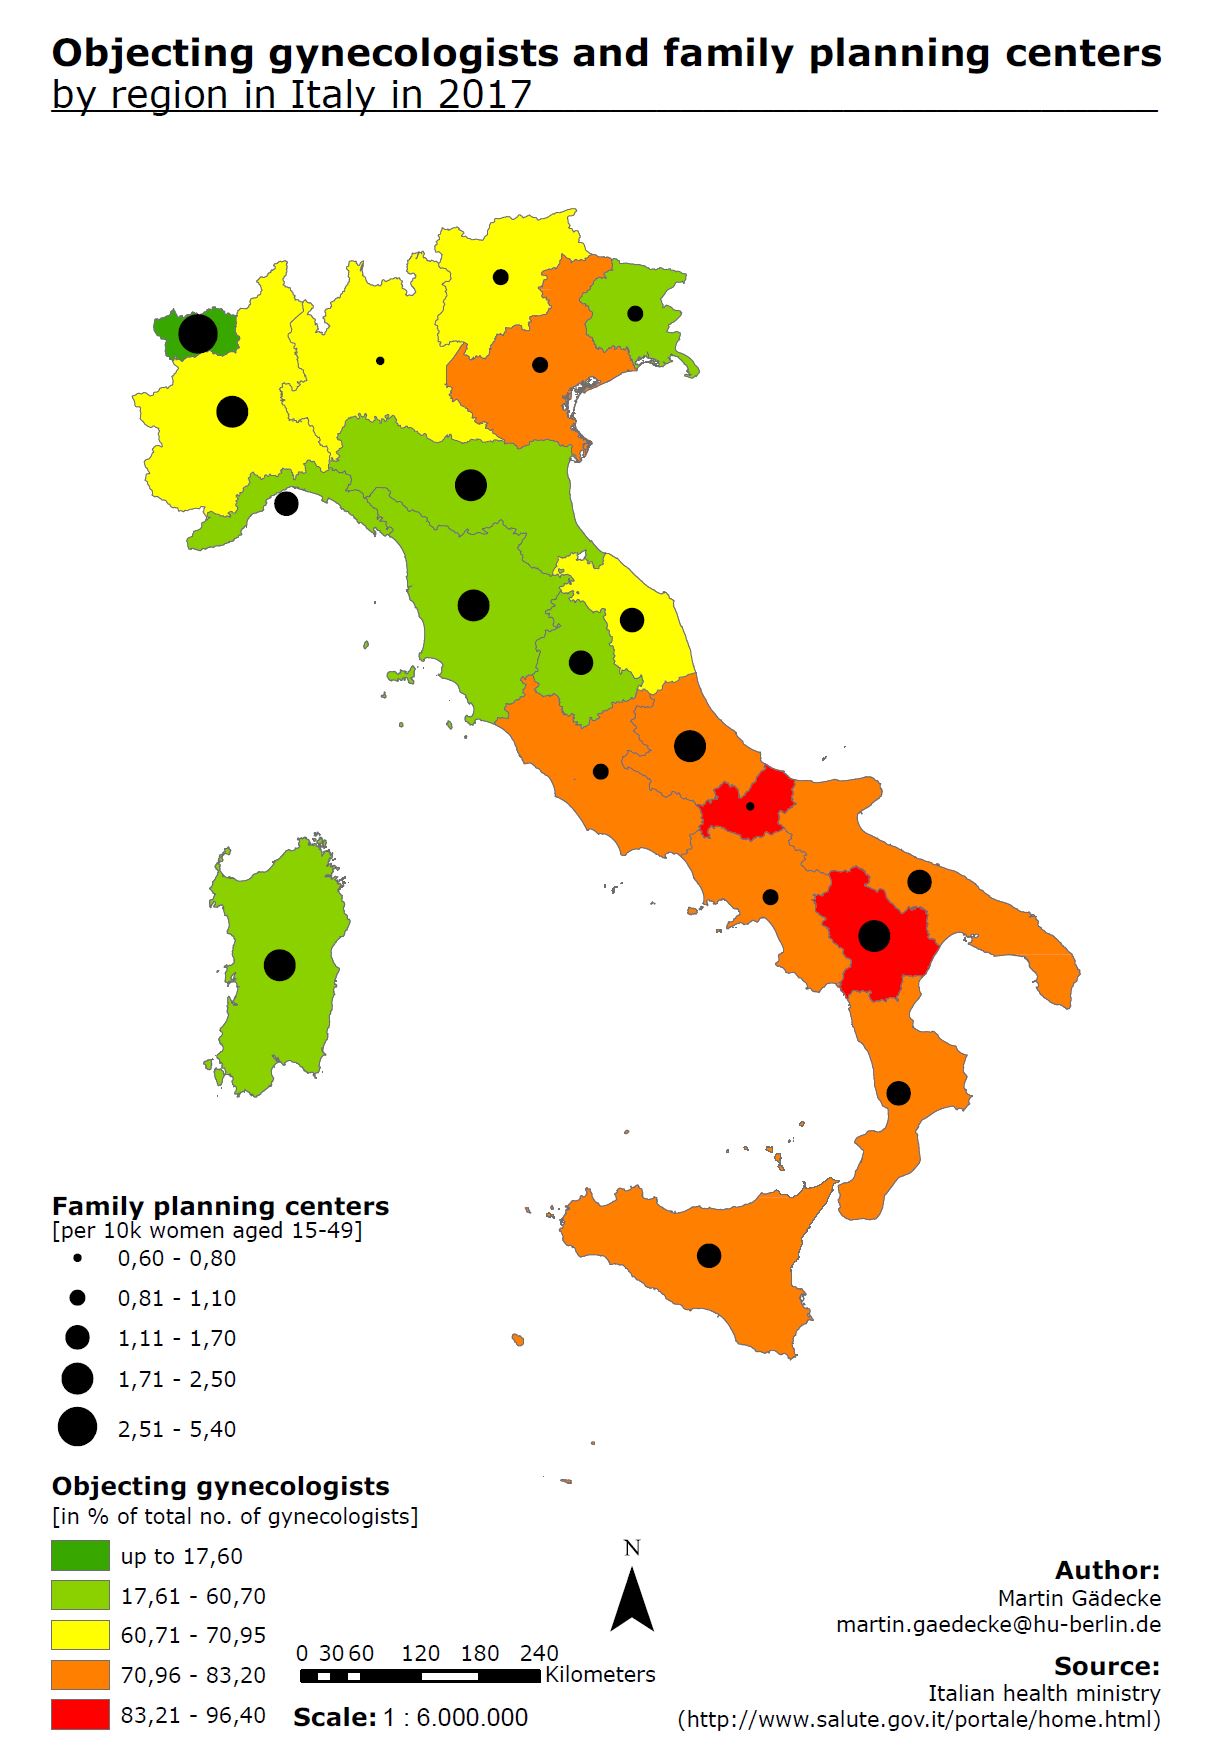 Objecting gynecologists and family planning centers
by region in Italy in 2017
Family planning centers
[per 10k women aged 15-49]
0,60 - 0,80
0,81 - 1,10
1,11 - 1,70
1,71 - 2,50
2,51 - 5,40
Objecting gynecologists
[in % of total no. of gynecologists]
up to 17,60
17,61 - 60,70
60,71 - 70,95
70,96 - 83,20
83,21 - 96,40
0 30 60 120 180 240
Kilometers
Scale: 1 : 6.000.000
N
Author:
Martin Gädecke
martin.gaedecke@hu-berlin.de
Source:
Italian health ministry
(http://www.salute.gov.it/portale/home.html)